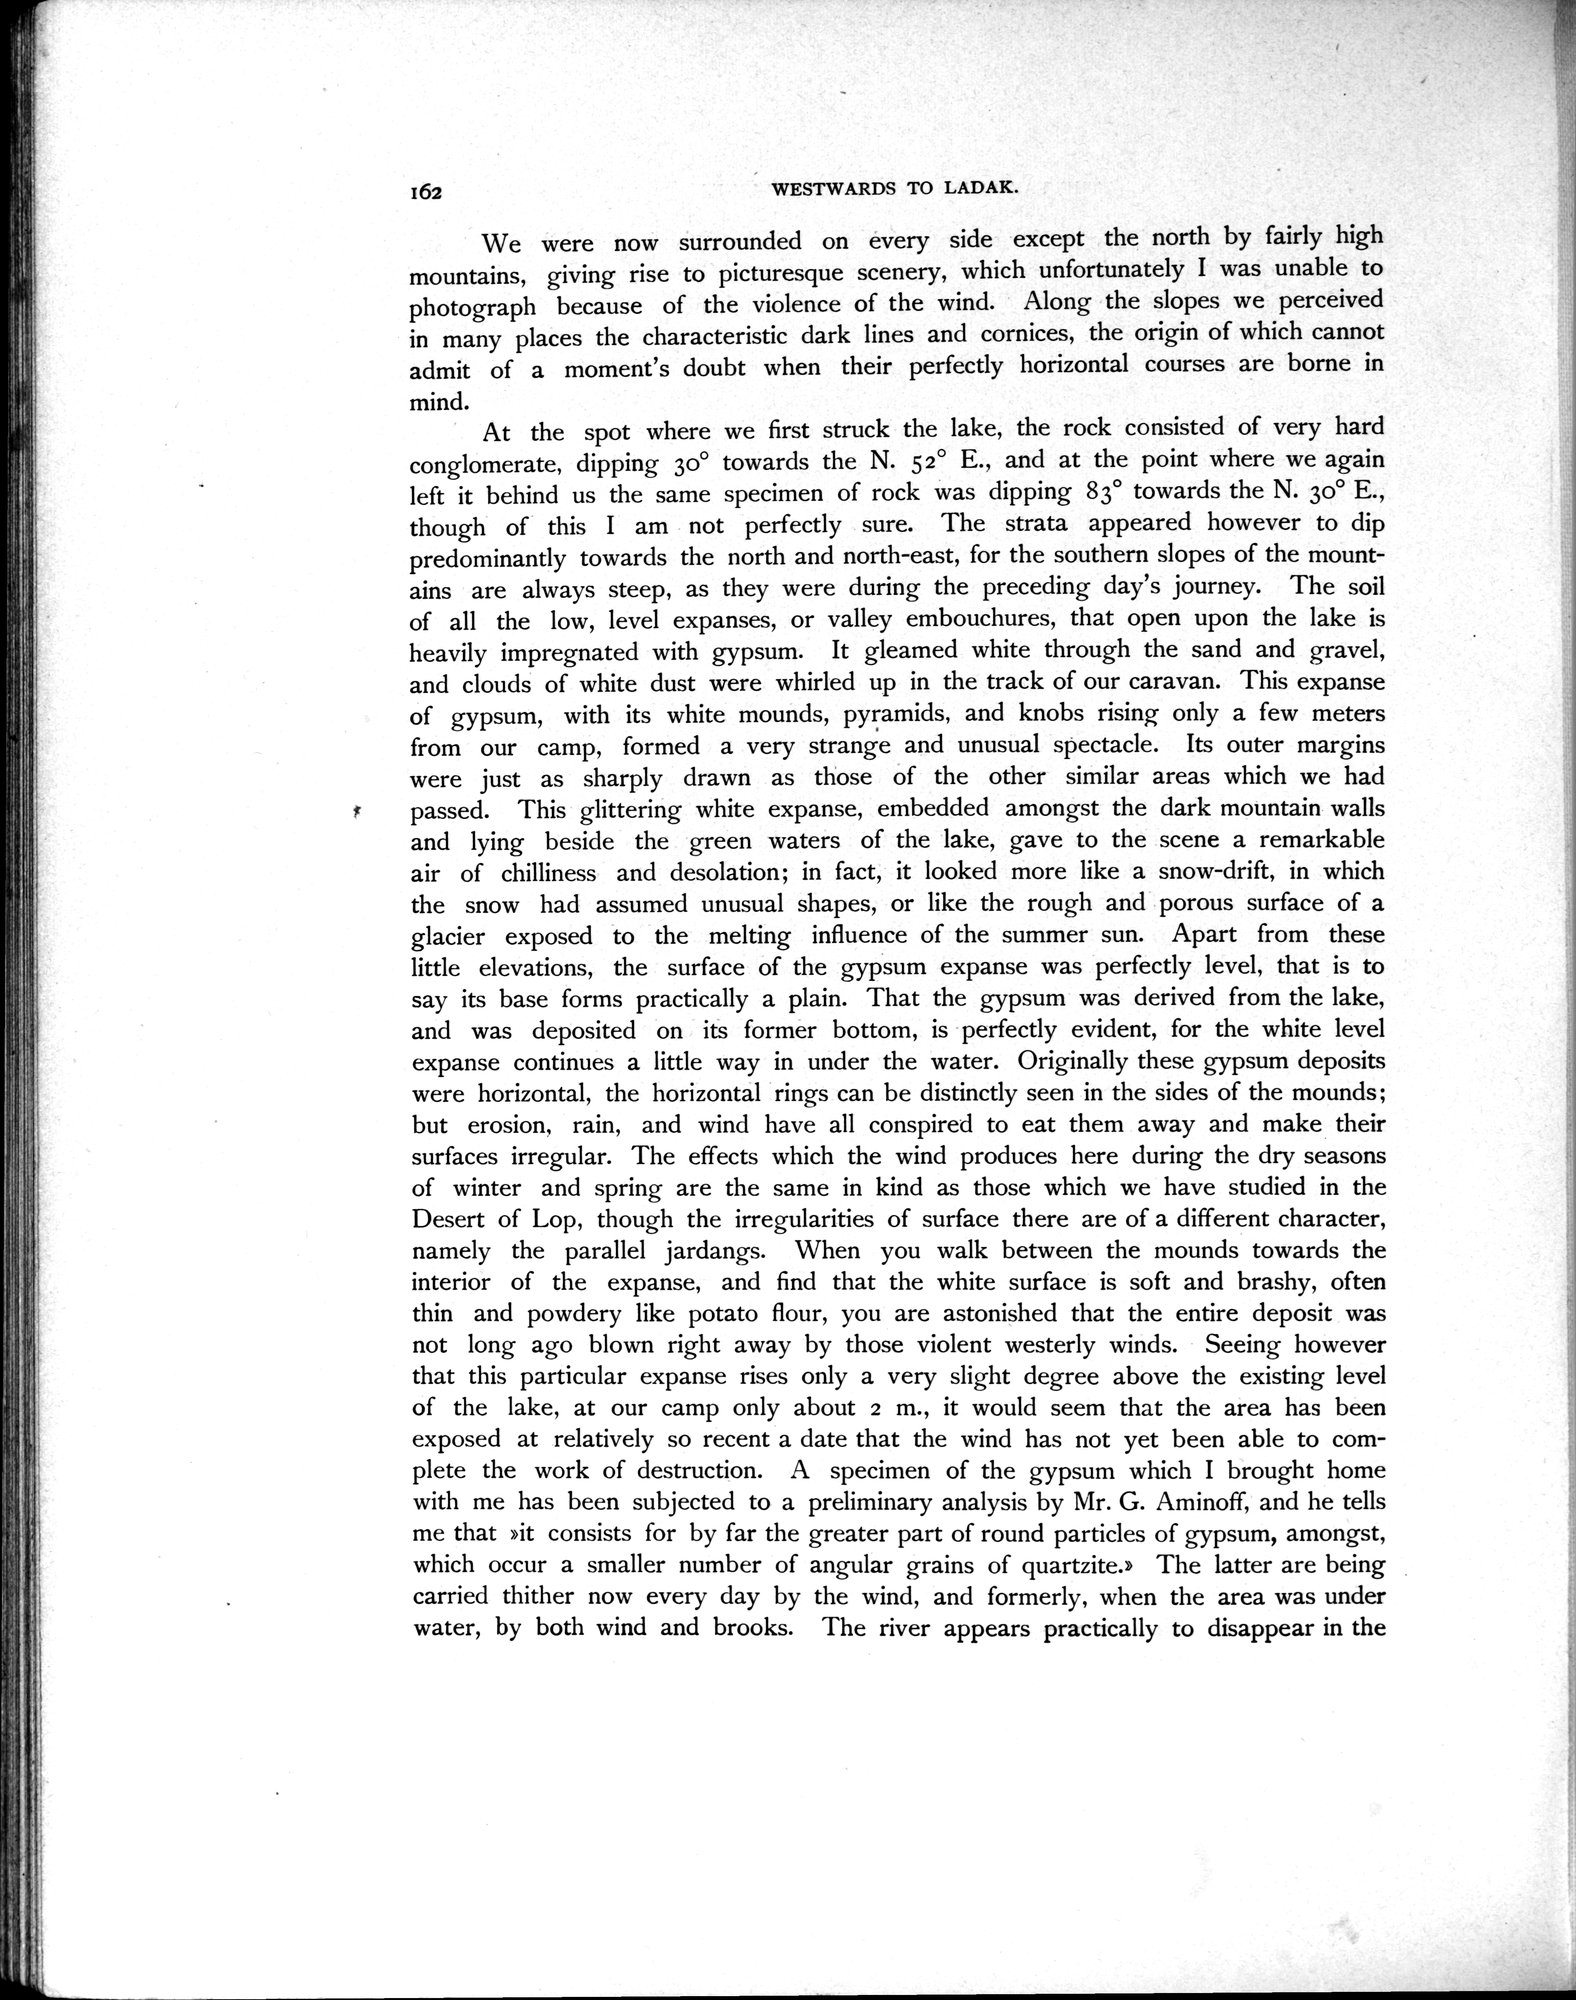 162
WESTWARDS TO LADAK.
We were now surrounded on every side except the north by fairly high
mountains, giving rise to picturesque scenery, which unfortunately I was unable to
photograph because of the violence of the wind. Along the slopes we perceived
in many places the characteristic dark lines and cornices, the origin of which cannot
admit of a moment's doubt when their perfectly horizontal courses are borne in
mind.
At the spot where we first struck the lake, the rock consisted of very hard
conglomerate, dipping 30° towards the N. 52° E., and at the point where we again
left it behind us the same specimen of rock was dipping 83° towards the N. 30° E.,
though of this I am not perfectly sure. The strata appeared however to dip
predominantly towards the north and north-east, for the southern slopes of the mount-
ains are always steep, as they were during the preceding day's journey. The soil
of all the low, level expanses, or valley embouchures, that open upon the lake is
heavily impregnated with gypsum. It gleamed white through the sand and gravel,
and clouds of white dust were whirled up in the track of our caravan. This expanse
of gypsum, with its white mounds, pyramids, and knobs rising only a few meters
from our camp, formed a very strange and unusual spectacle. Its outer margins
were just as sharply drawn as those of the other similar areas which we had
passed. This glittering white expanse, embedded amongst the dark mountain walls
and lying beside the green waters of the lake, gave to the scene a remarkable
air of chilliness and desolation; in fact, it looked more like a snow-drift, in which
the snow had assumed unusual shapes, or like the rough and porous surface of a
glacier exposed to the melting influence of the summer sun. Apart from these
little elevations, the surface of the gypsum expanse was perfectly level, that is to
say its base forms practically a plain. That the gypsum was derived from the lake,
and was deposited on its former bottom, is perfectly evident, for the white level
expanse continues a little way in under the water. Originally these gypsum deposits
were horizontal, the horizontal rings can be distinctly seen in the sides of the mounds;
but erosion, rain, and wind have all conspired to eat them away and make their
surfaces irregular. The effects which the wind produces here during the dry seasons
of winter and spring are the same in kind as those which we have studied in the
Desert of Lop, though the irregularities of surface there are of a different character,
namely the parallel jardangs. When you walk between the mounds towards the
interior of the expanse, and find that the white surface is soft and brashy, often
thin and powdery like potato flour, you are astonished that the entire deposit was
not long ago blown right away by those violent westerly winds. Seeing however
that this particular expanse rises only a very slight degree above the existing level
of the lake, at our camp only about 2 m., it would seem that the area has been
exposed at relatively so recent a date that the wind has not yet been able to com-
plete the work of destruction. A specimen of the gypsum which I brought home
with me has been subjected to a preliminary analysis by Mr. G. Aminoff, and he tells
me that »it consists for by far the greater part of round particles of gypsum, amongst,
which occur a smaller number of angular grains of quartzite.» The latter are being
carried thither now every day by the wind, and formerly, when the area was under
water, by both wind and brooks. The river appears practically to disappear in the